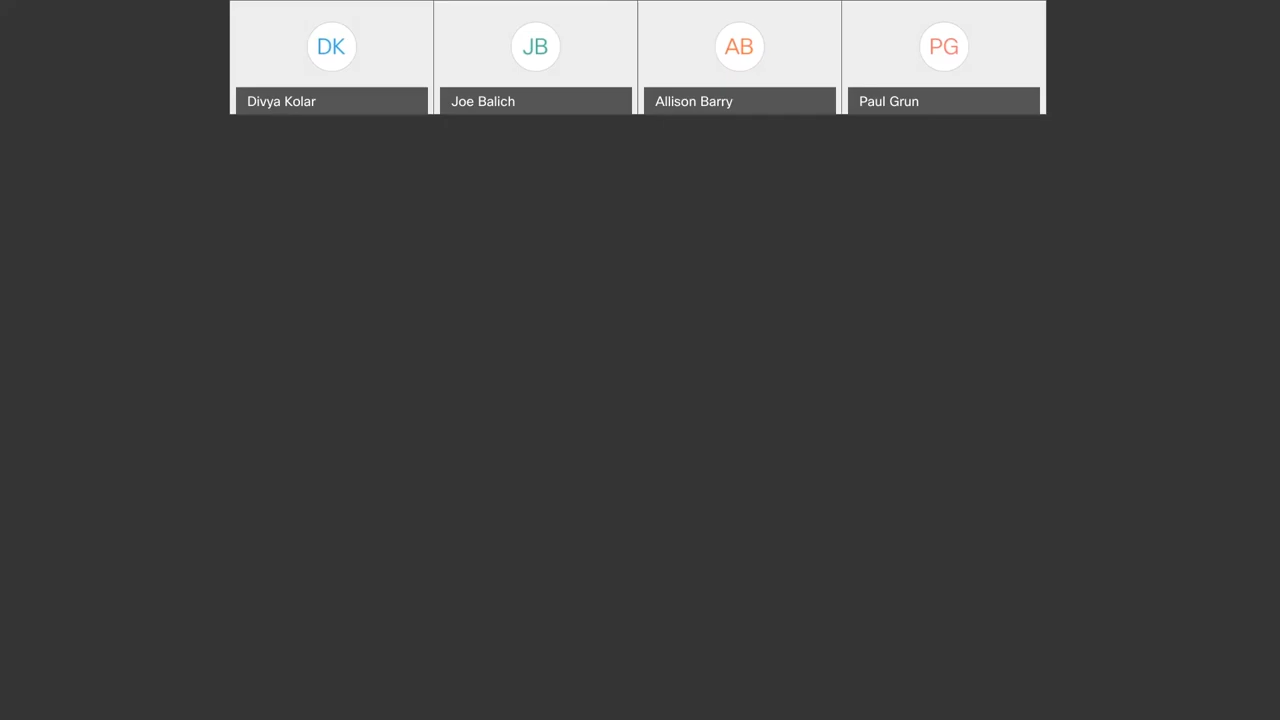 DK
JB
AB
PG
Divya Kolar
Joe Balich
Allison Barry
Paul Grun